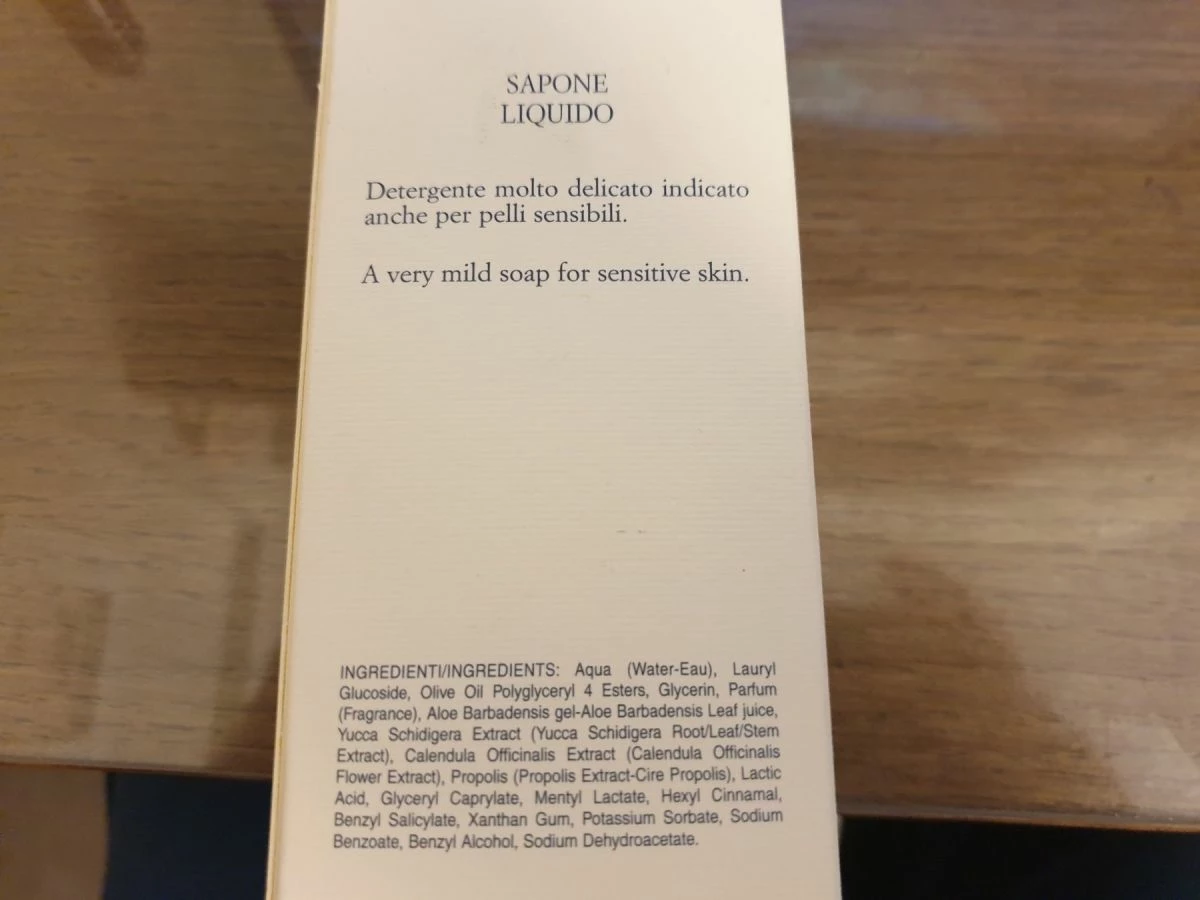 SAPONE
LIQUIDO
Detergente molto delicato indicato
anche per pelli sensibili.
A very mild soap for sensitive skin.
INGREDIENTI/INGREDIENTS: Aqua (Water-Eau), Lauryl
Glucoside, Olive Oil Polyglyceryl 4 Esters, Glycerin, Parfum
(Fragrance), Aloe Barbadensis gel-Aloe Barbadensis Leaf juice,
Yucca Schidigera Extract (Yucca Schidigera Root/Leaf/Stem
Extract), Calendula Officinalis Extract (Calendula Officinalis
Flower Extract), Propolis (Propolis Extract-Cire Propolis), Lactic
Acid, Glyceryl Caprylate, Mentyl Lactate, Hexyl Cinnamal,
Benzyl Salicylate, Xanthan Gum, Potassium Sorbate, Sodium
Benzoate, Benzyl Alcohol, Sodium Dehydroacetate.